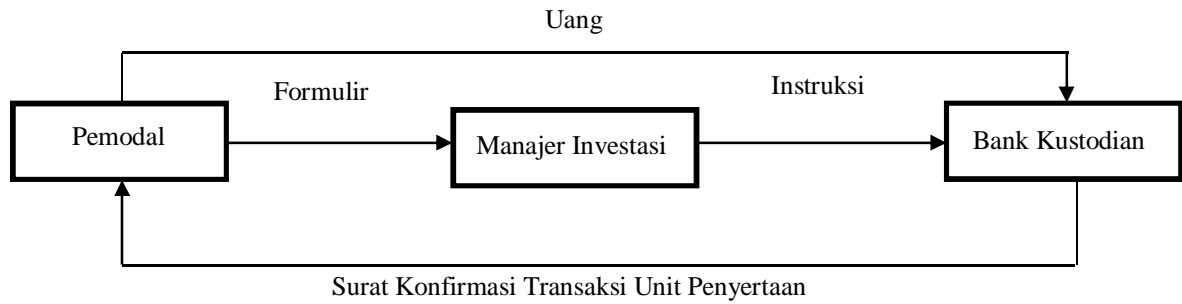 Uang
Formulir
Instruksi
Pemodal
Manajer Investasi
Bank Kustodian
Surat Konfirmasi Transaksi Unit Penyertaan